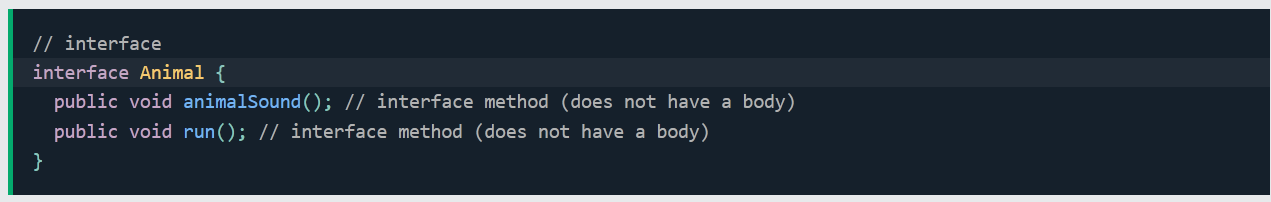 // interface
interface Animal {
  public void animalSound(); // interface method (does not have a body)
  public void run(); // interface method (does not have a body)
}